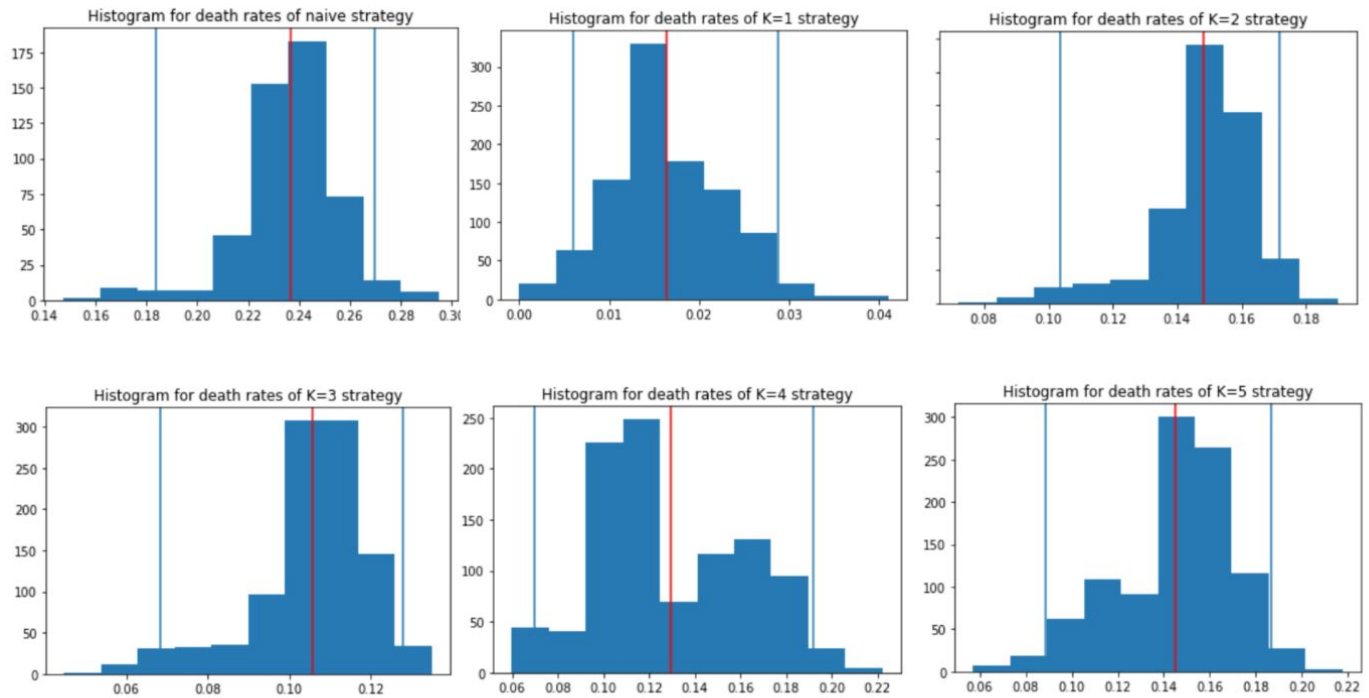 Histogram for death rates of naive strategy
175
150
125
100
75
50
25
0
0.14 0.16 0.18 0.20 0.22 0.24 0.26 0.28 0.30
Histogram for death rates of K=1 strategy
300
250
200
150
100
50
0
0.00 0.01 0.02 0.03 0.04
Histogram for death rates of K=2 strategy
0.08 0.10 0.12 0.14 0.16 0.18
Histogram for death rates of K=3 strategy
300
250
200
150
100
50
0
0.06 0.08 0.10 0.12
Histogram for death rates of K=4 strategy
250
200
150
100
50
0
0.06 0.08 0.10 0.12 0.14 0.16 0.18 0.20 0.22
Histogram for death rates of K=5 strategy
300
250
200
150
100
50
0
0.06 0.08 0.10 0.12 0.14 0.16 0.18 0.20 0.22